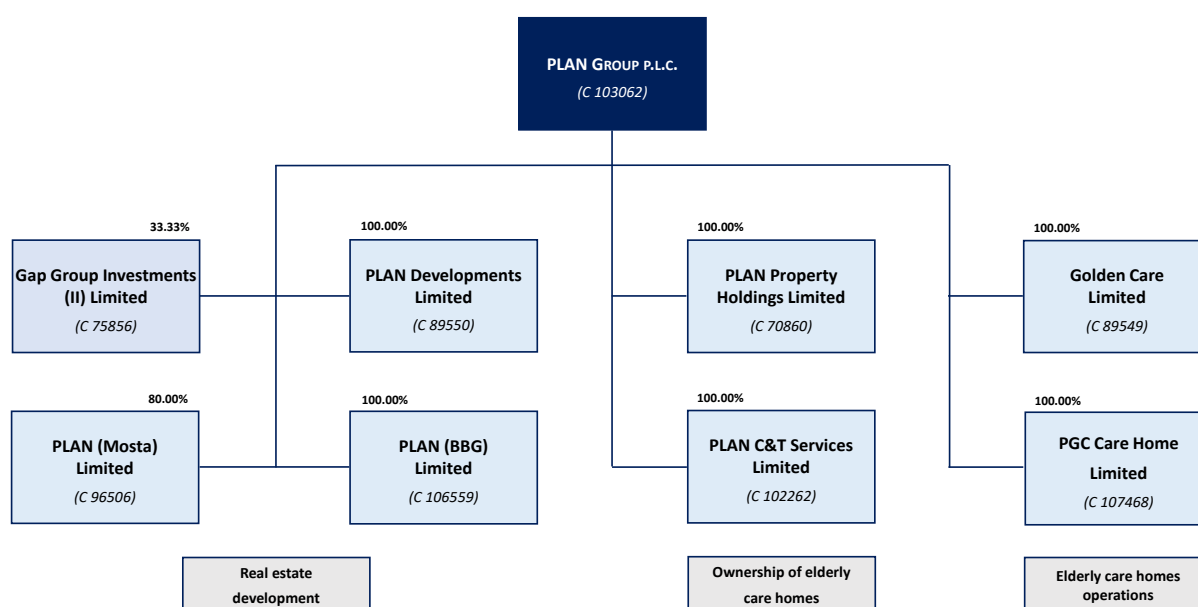 PLAN GROUP P.L.C.
(C 103062)
33.33%
Gap Group Investments
(II) Limited
(C 75856)
100.00%
PLAN Developments
Limited
(C 89550)
100.00%
PLAN Property
Holdings Limited
(C 70860)
100.00%
Golden Care
Limited
(C 89549)
80.00%
PLAN (Mosta)
Limited
(C 96506)
100.00%
PLAN (BBG)
Limited
(C 106559)
100.00%
PLAN C&T Services
Limited
(C 102262)
100.00%
PGC Care Home
Limited
(C 107468)
Real estate
development
Ownership of elderly
care homes
Elderly care homes
operations